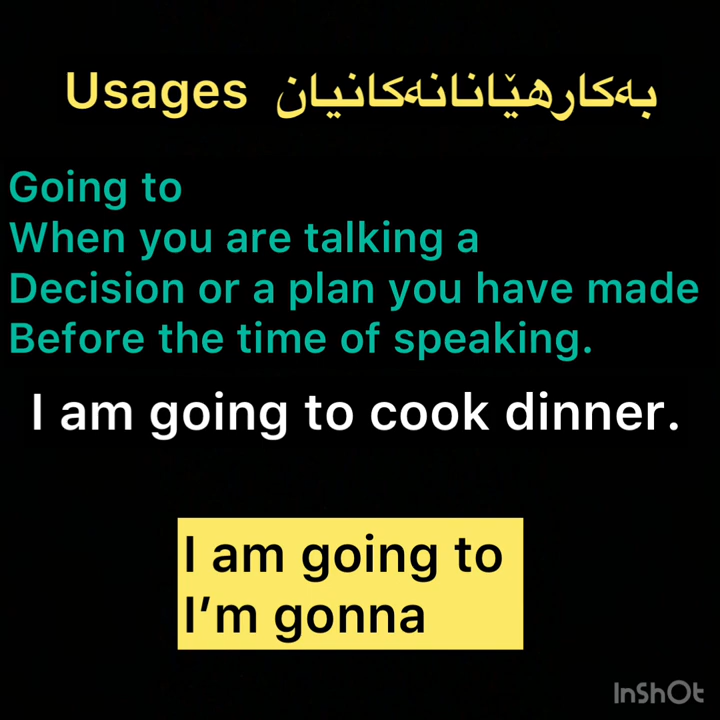 Usages بەکارهێنانەکانیان
Going to
When you are talking a
Decision or a plan you have made
Before the time of speaking.
I am going to cook dinner.
I am going to
I’m gonna
InShOt